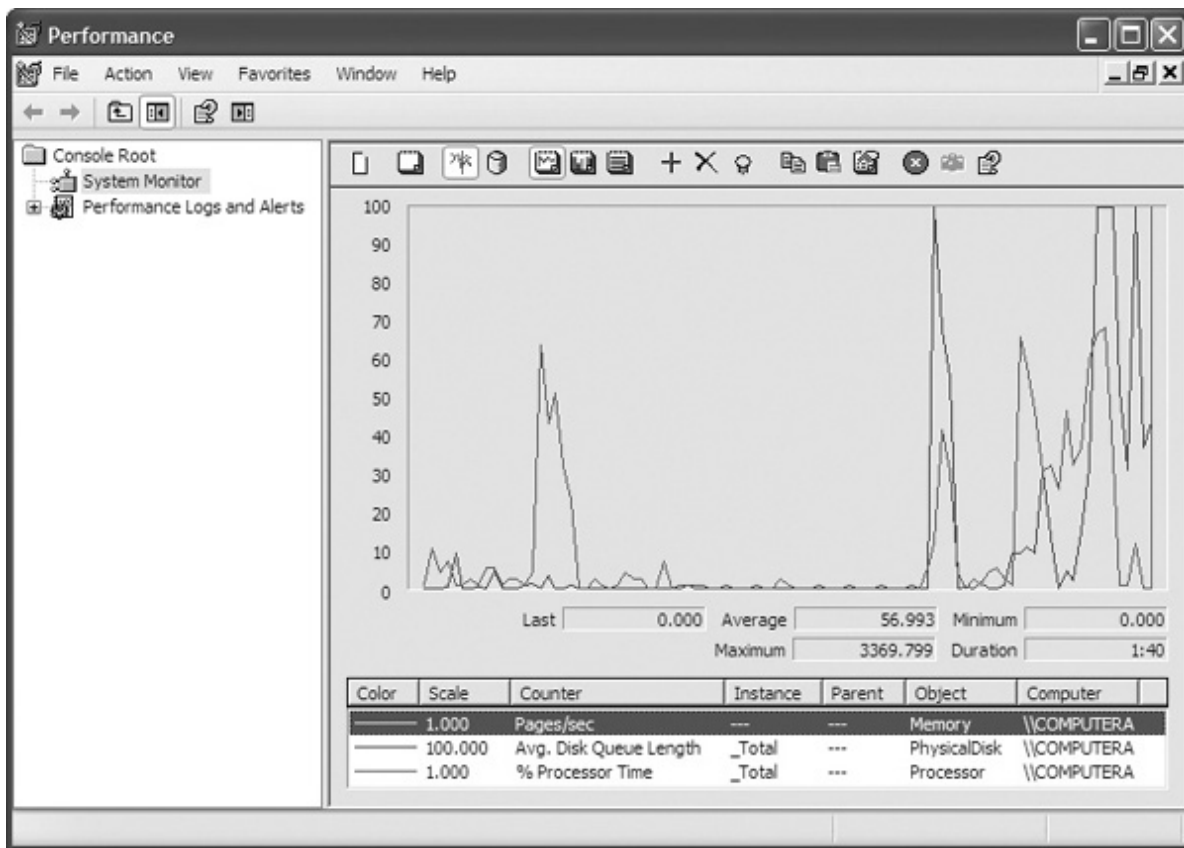 Performance
File Action View Favorites Window Help
Console Root
System Monitor
Performance Logs and Alerts
100
90
80
70
60
50
40
30
20
10
0
Last 0.000 Average 56.993 Minimum 0.000
Maximum 3369.799 Duration 1:40
Color Scale Counter Instance Parent Object Computer
1.000 Pages/sec --- --- Memory \\COMPUTERA
100.000 Avg. Disk Queue Length _Total --- PhysicalDisk \\COMPUTERA
1.000 % Processor Time _Total --- Processor \\COMPUTERA